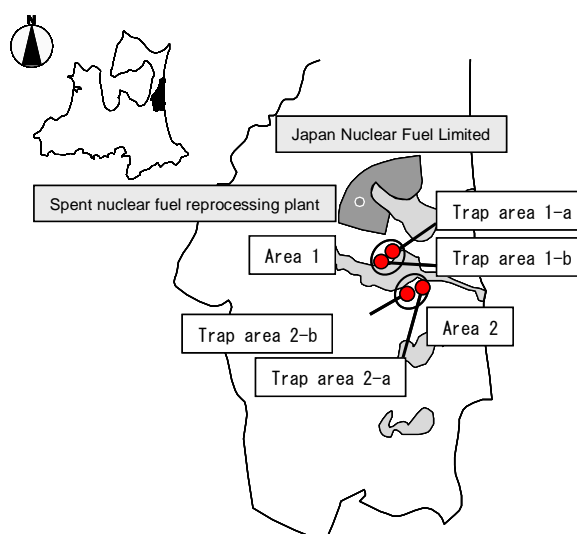 N
Japan Nuclear Fuel Limited
Spent nuclear fuel reprocessing plant
Trap area 1-a
Area 1
Trap area 1-b
Trap area 2-b
Area 2
Trap area 2-a